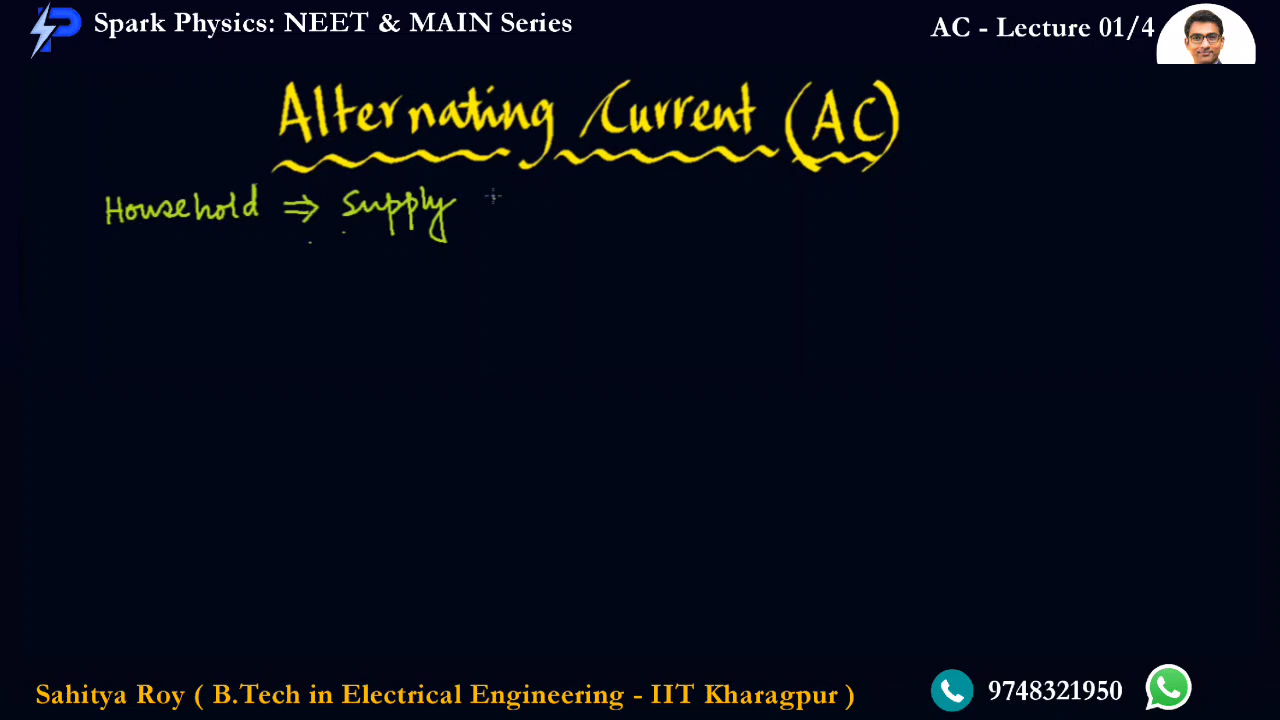 Spark Physics: NEET & MAIN Series
AC - Lecture 01/4
Alternating Current (AC)
Household ⇒ Supply
Sahitya Roy ( B.Tech in Electrical Engineering - IIT Kharagpur )
9748321950